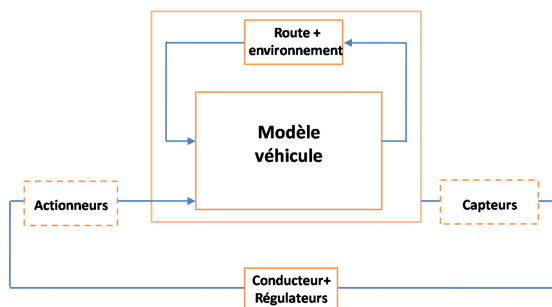 Route +
environnement
Modèle
véhicule
Actionneurs
Capteurs
Conducteur+
Régulateurs